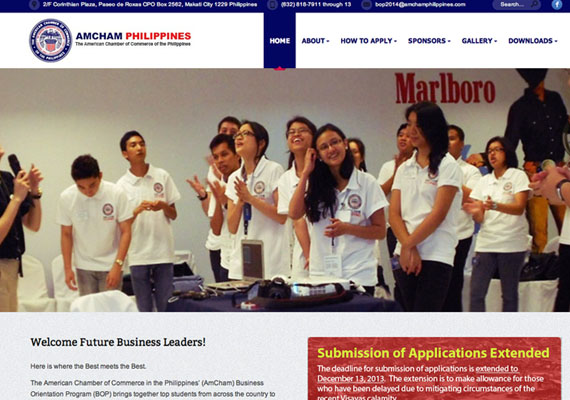 2/F Corinthian Plaza, Paseo de Roxas CPO Box 2562, Makati City 1229 Philippines (632) 818-7911 through 13 bop2014@amchamphilippines.com Search...
AMCHAM PHILIPPINES
The American Chamber of Commerce of the Philippines
HOME ABOUT HOW TO APPLY SPONSORS GALLERY DOWNLOADS
Marlboro
Welcome Future Business Leaders!
Here is where the Best meets the Best.
The American Chamber of Commerce in the Philippines' (AmCham) Business
Orientation Program (BOP) brings together top students from across the country to
Submission of Applications Extended
The deadline for submission of applications is extended to
December 13, 2013. The extension is to make allowance for those
who have been delayed due to mitigating circumstances of the
recent Visayas calamity.